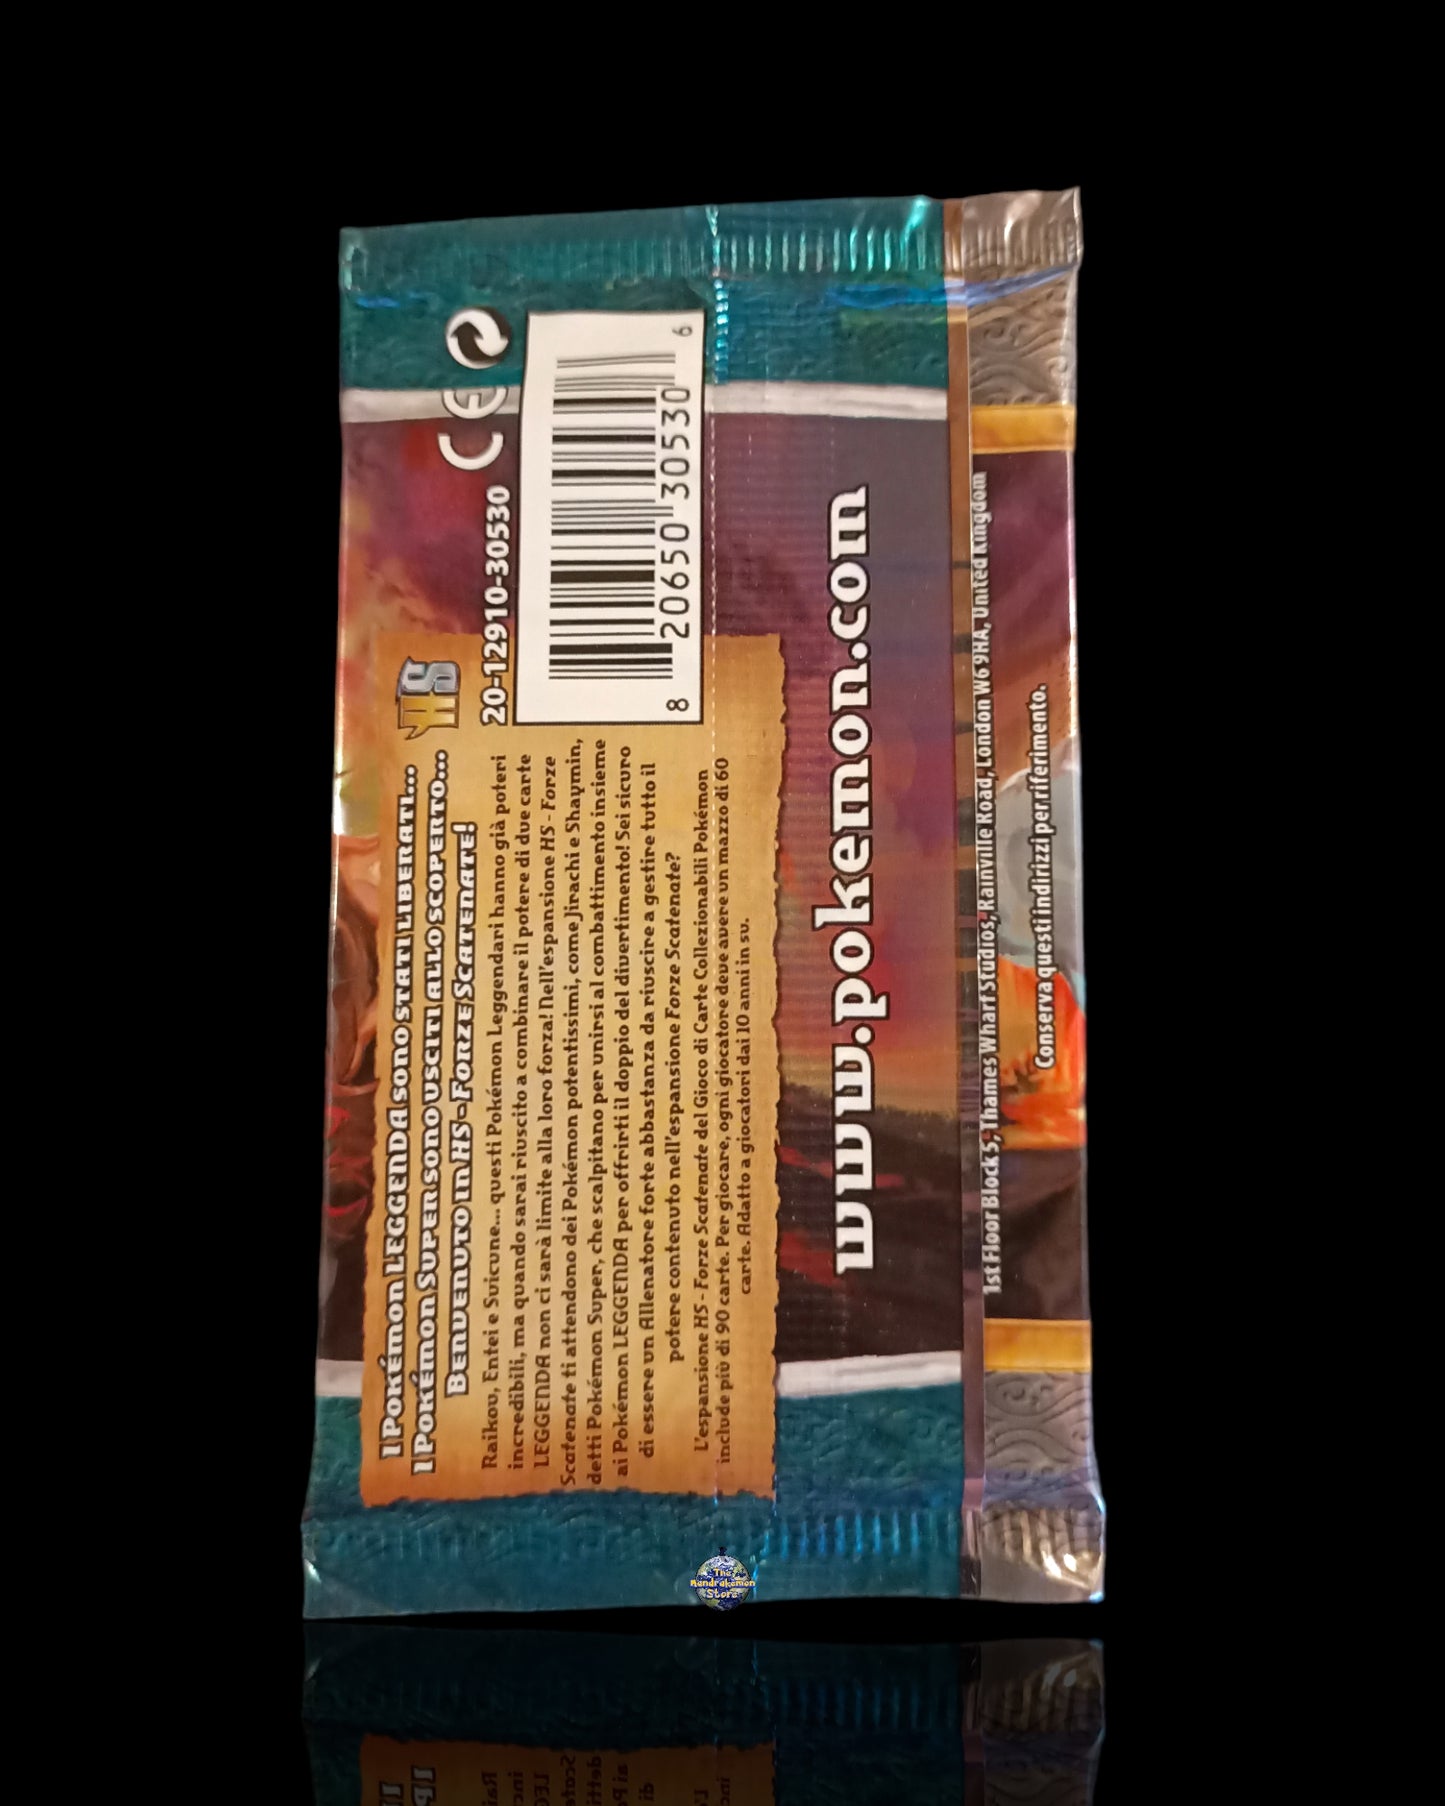 I Pokémon LEGGENDA sono stati liberati...
I Pokémon Super sono usciti allo scoperto...
Benvenuto in HS - Forze Scatenate!
HS
Raikou, Entei e Suicune... questi Pokémon Leggendari hanno già poteri
incredibili, ma quando sarai riuscito a combinare il potere di due carte
LEGGENDA non ci sarà limite alla loro forza! Nell'espansione HS - Forze
Scatenate ti attendono dei Pokémon potentissimi, come Jirachi e Shaymin,
detti Pokémon Super, che scalpitano per unirsi al combattimento insieme
ai Pokémon LEGGENDA per offrirti il doppio del divertimento! Sei sicuro
di essere un Allenatore forte abbastanza da riuscire a gestire tutto il
potere contenuto nell'espansione Forze Scatenate?
L'espansione HS - Forze Scatenate del Gioco di Carte Collezionabili Pokémon
include più di 90 carte. Per giocare, ogni giocatore deve avere un mazzo di 60
carte. Adatto a giocatori dai 10 anni in su.
20-12910-30530
CE
8 20650 30530 6
www.pokemon.com
1st Floor Block 5, Thames Wharf Studios, Rainville Road, London W6 9HA, United Kingdom
Conserva questi indirizzi per riferimento.
The
Mandrakemon
Store